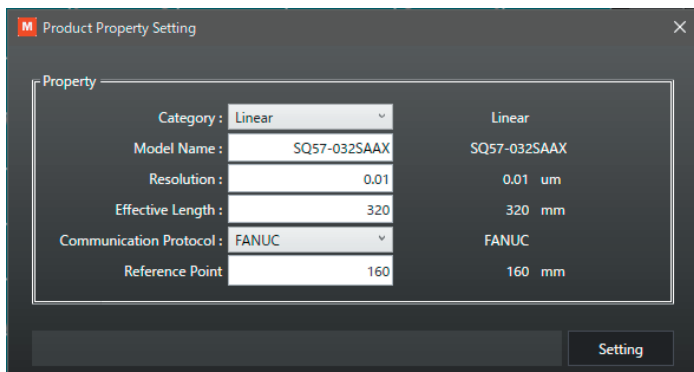 M Product Property Setting ×
Property
Category : Linear Linear
Model Name : SQ57-032SAAX SQ57-032SAAX
Resolution : 0.01 0.01 um
Effective Length : 320 320 mm
Communication Protocol : FANUC FANUC
Reference Point 160 160 mm
Setting